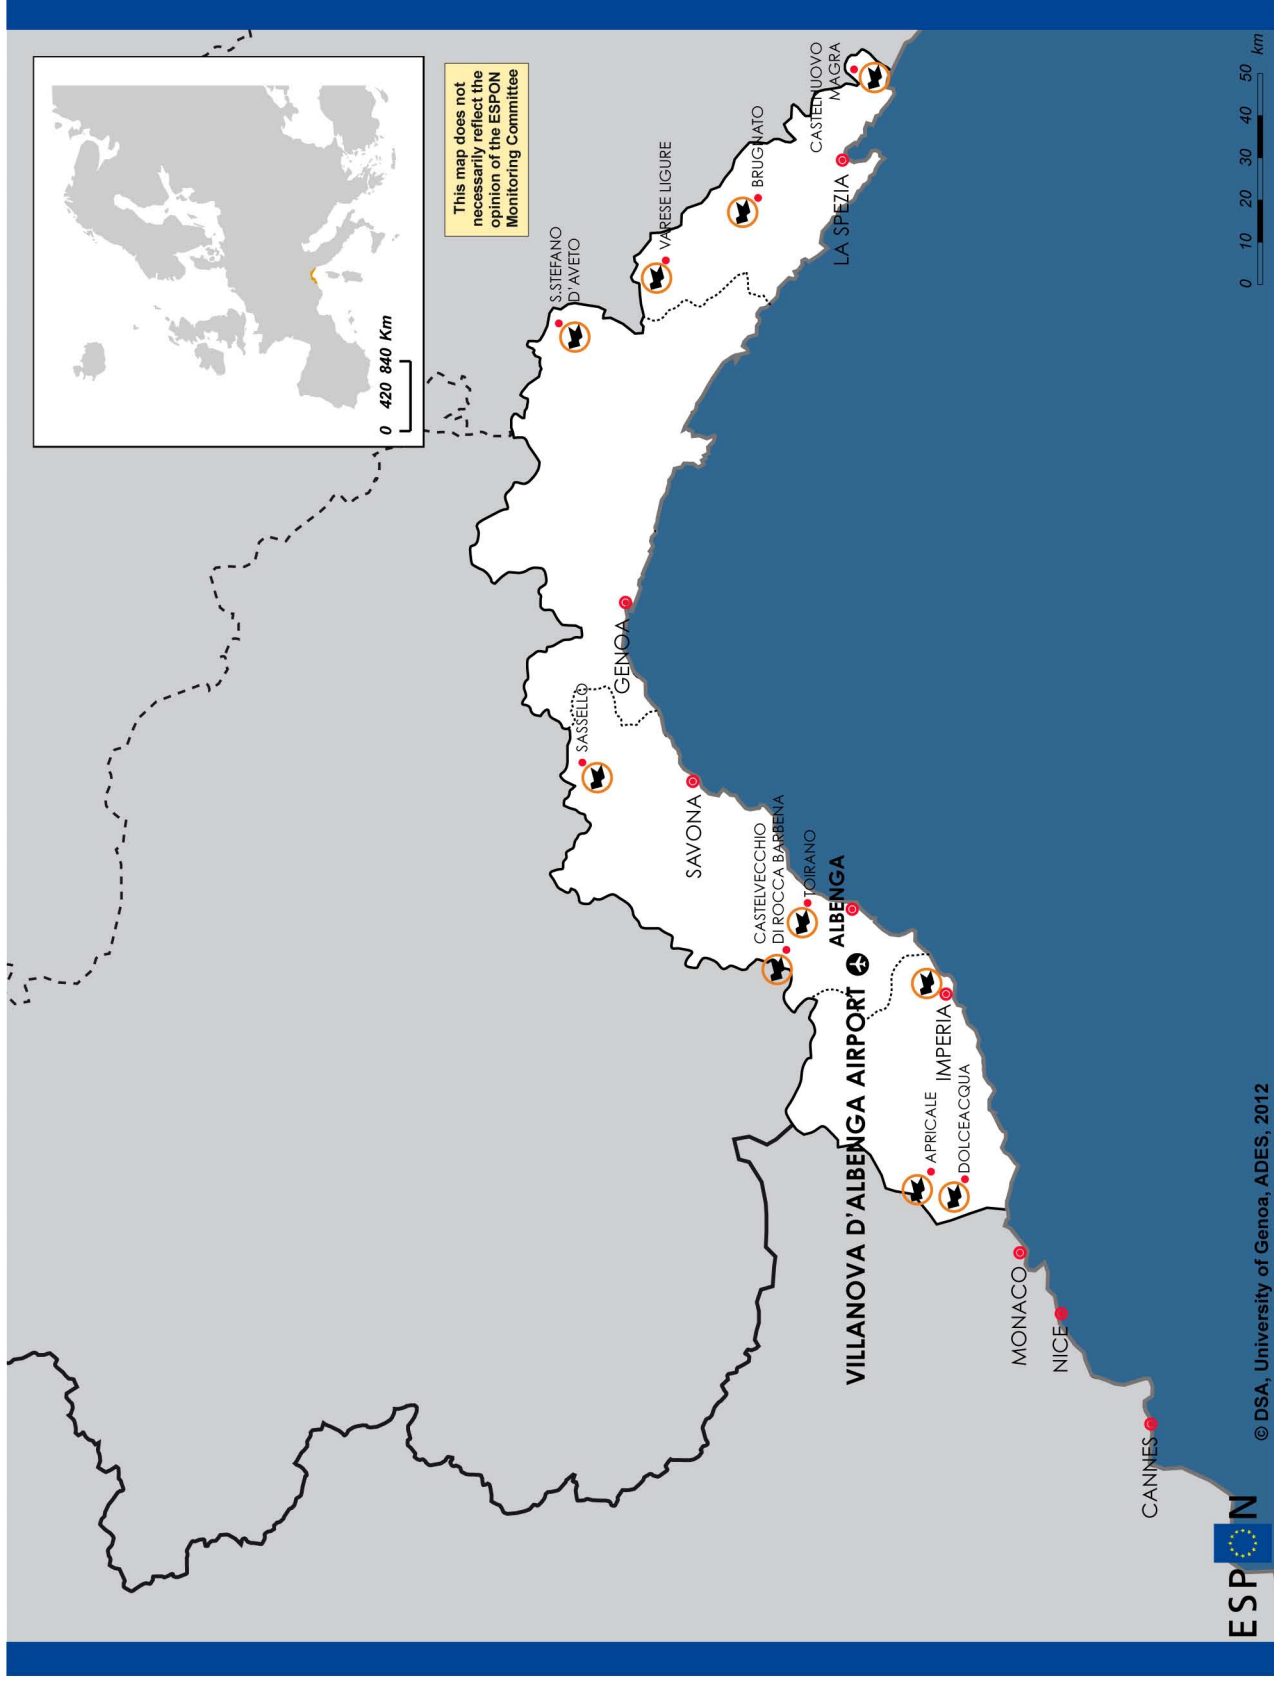 0 420 840 Km
This map does not
necessarily reflect the
opinion of the ESPON
Monitoring Committee
S.STEFANO
D'AVETO
VARESE LIGURE
BRUGNATO
CASTELNUOVO
MAGRA
LA SPEZIA
GENOA
SASSELLO
SAVONA
CASTELVECCHIO
DI ROCCA BARBENA
TOIRANO
ALBENGA
VILLANOVA D'ALBENGA AIRPORT
IMPERIA
APRICALE
DOLCEACQUA
MONACO
NICE
CANNES
ESPON
© DSA, University of Genoa, ADES, 2012
0 10 20 30 40 50 km